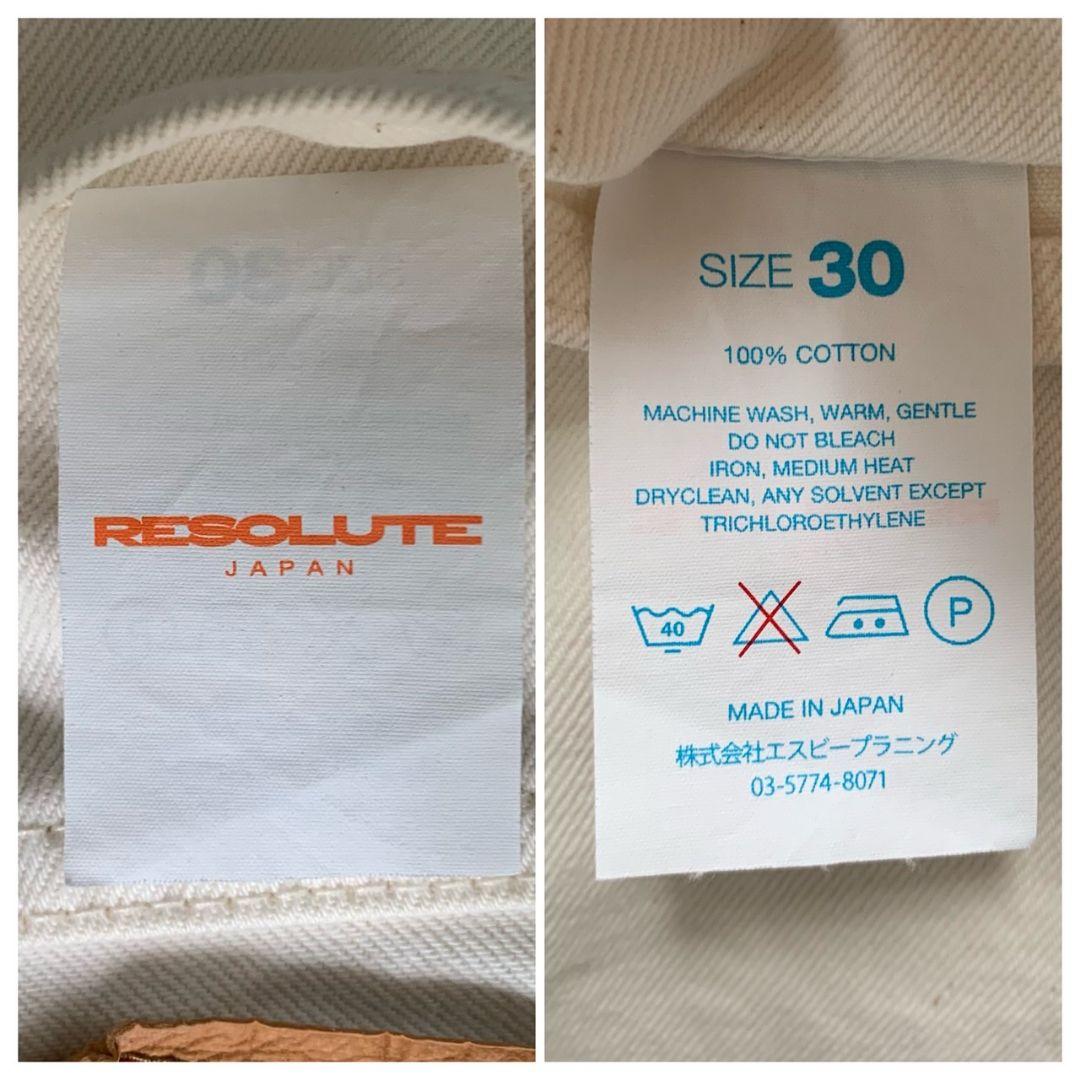 RESOLUTE
JAPAN
SIZE 30
100% COTTON
MACHINE WASH, WARM, GENTLE
DO NOT BLEACH
IRON, MEDIUM HEAT
DRYCLEAN, ANY SOLVENT EXCEPT
TRICHLOROETHYLENE
40
P
MADE IN JAPAN
株式会社エスビープラニング
03-5774-8071